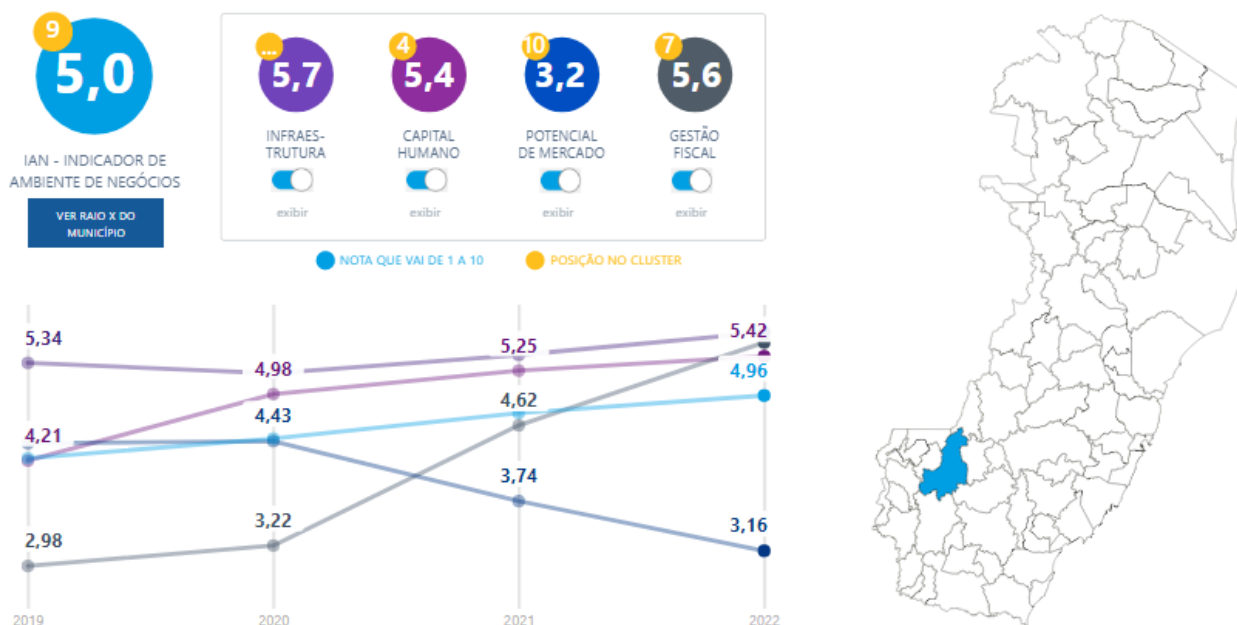 9
5,0
IAN - INDICADOR DE
AMBIENTE DE NEGÓCIOS
VER RAIO X DO
MUNICÍPIO
...
5,7
INFRAES-
TRUTURA
exibir
4
5,4
CAPITAL
HUMANO
exibir
10
3,2
POTENCIAL
DE MERCADO
exibir
7
5,6
GESTÃO
FISCAL
exibir
NOTA QUE VAI DE 1 A 10
POSIÇÃO NO CLUSTER
5,34
4,98
5,25
5,42
4,96
4,21
4,43
4,62
3,74
3,16
2,98
3,22
2019
2020
2021
2022